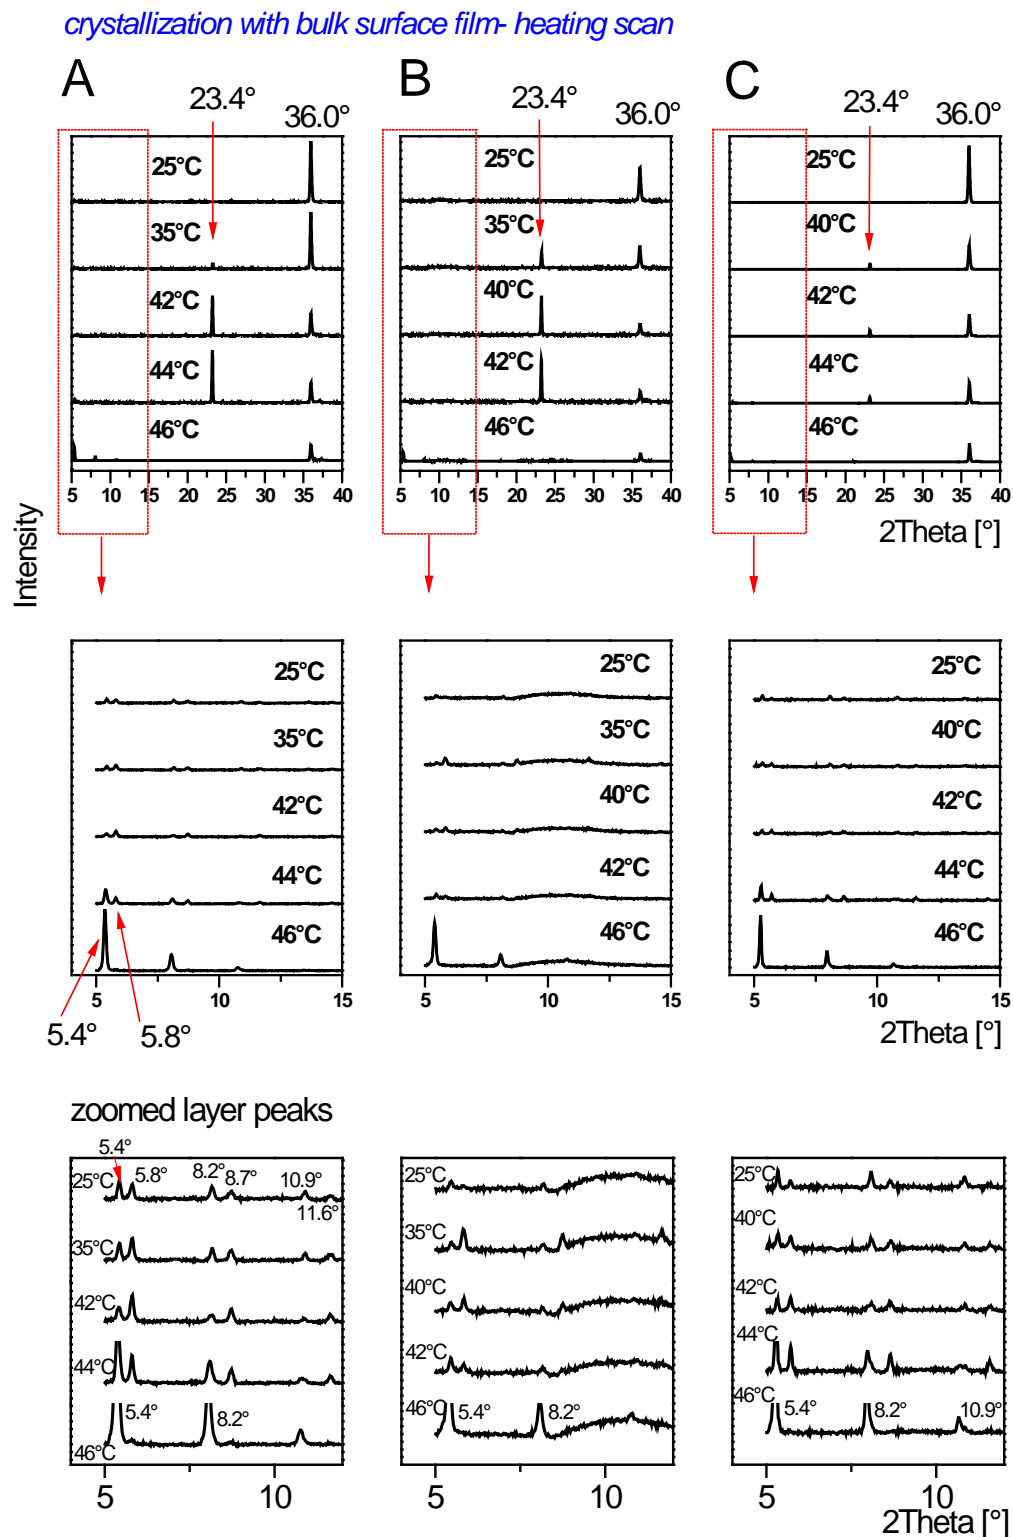 crystallization with bulk surface film- heating scan
A
23.4°
36.0°
B
23.4°
36.0°
C
23.4°
36.0°
25°C
35°C
42°C
44°C
46°C
5 10 15 20 25 30 35 40
25°C
35°C
40°C
42°C
46°C
5 10 15 20 25 30 35 40
25°C
40°C
42°C
44°C
46°C
5 10 15 20 25 30 35 40
2Theta [°]
Intensity
25°C
35°C
42°C
44°C
46°C
5 10 15
5.4°
5.8°
25°C
35°C
40°C
42°C
46°C
5 10 15
25°C
40°C
42°C
44°C
46°C
5 10 15
2Theta [°]
zoomed layer peaks
5.4°
25°C 5.8° 8.2° 8.7° 10.9°
11.6°
35°C
42°C
44°C
5.4° 8.2°
46°C
5 10
25°C
35°C
40°C
42°C
46°C 5.4° 8.2°
5 10
25°C
40°C
42°C
44°C
46°C 5.4° 8.2° 10.9°
5 10
2Theta [°]